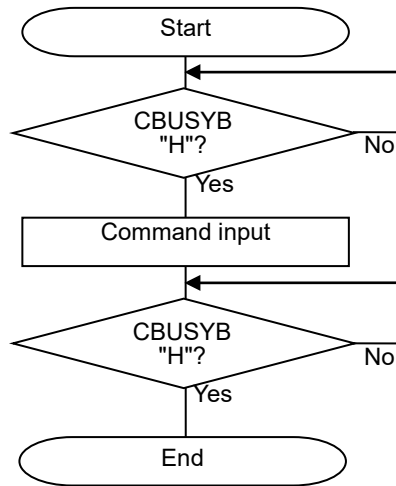 Start
CBUSYB
"H"?
No
Yes
Command input
CBUSYB
"H"?
No
Yes
End